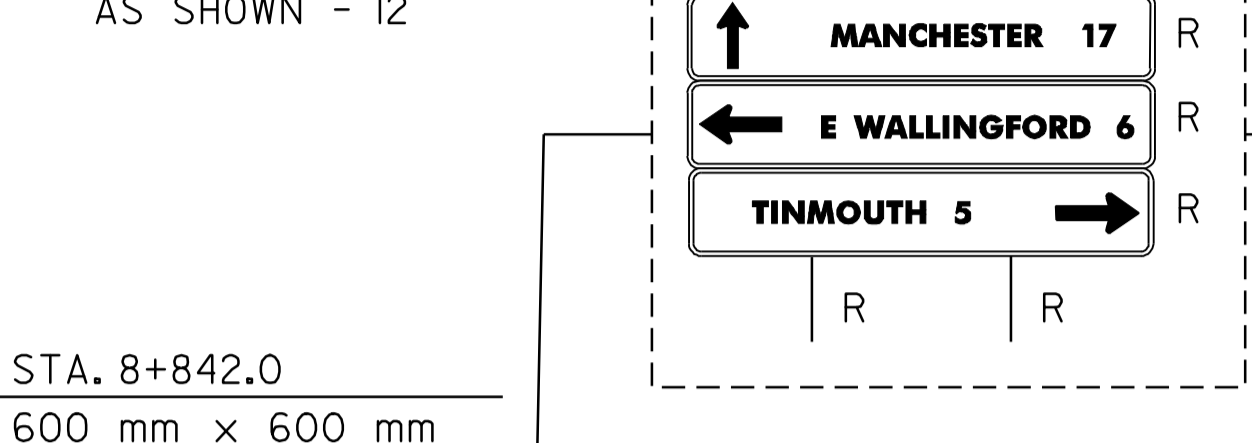 AS SHOWN - 12
MANCHESTER 17 R
E WALLINGFORD 6 R
TINMOUTH 5 R
R R
STA. 8+842.0
600 mm x 600 mm